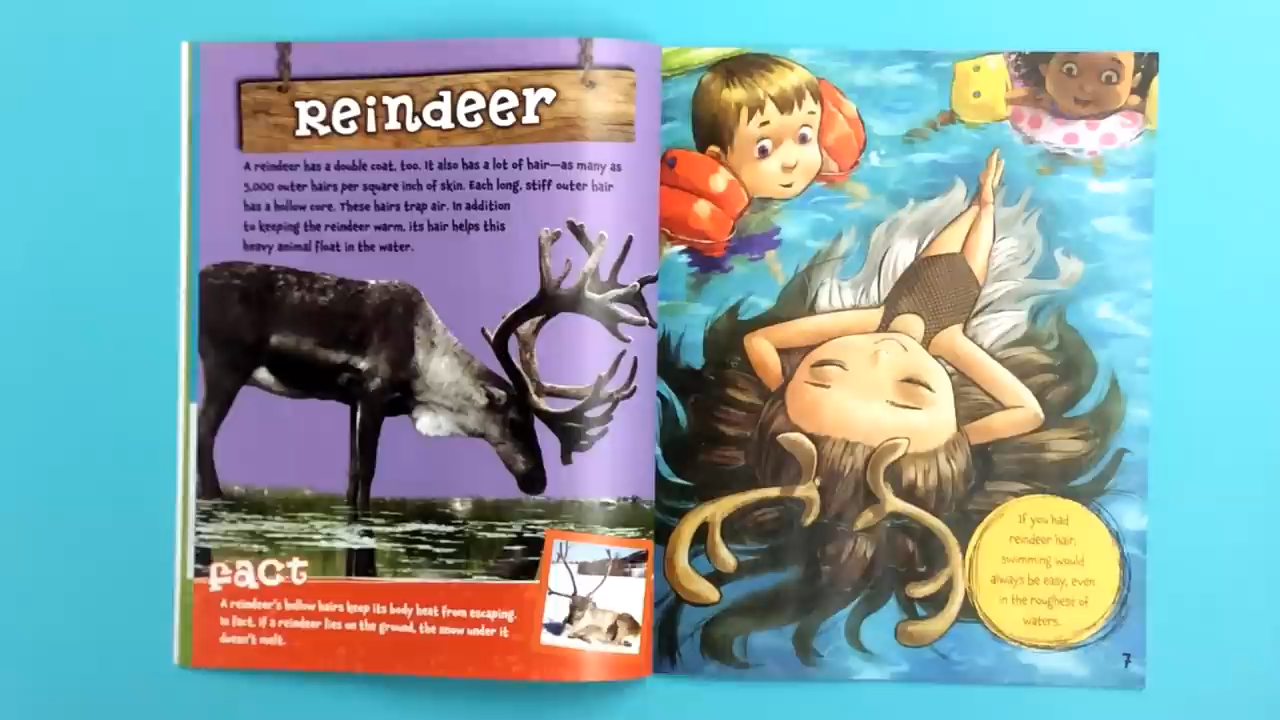 Reindeer
A reindeer has a double coat, too. It also has a lot of hair—as many as
5,000 outer hairs per square inch of skin. Each long, stiff outer hair
has a hollow core. These hairs trap air. In addition
to keeping the reindeer warm, its hair helps this
heavy animal float in the water.
fact
A reindeer's hollow hairs keep its body heat from escaping.
In fact, if a reindeer lies on the ground, the snow under it
doesn't melt.
If you had
reindeer hair,
swimming would
always be easy, even
in the roughest of
waters.
7